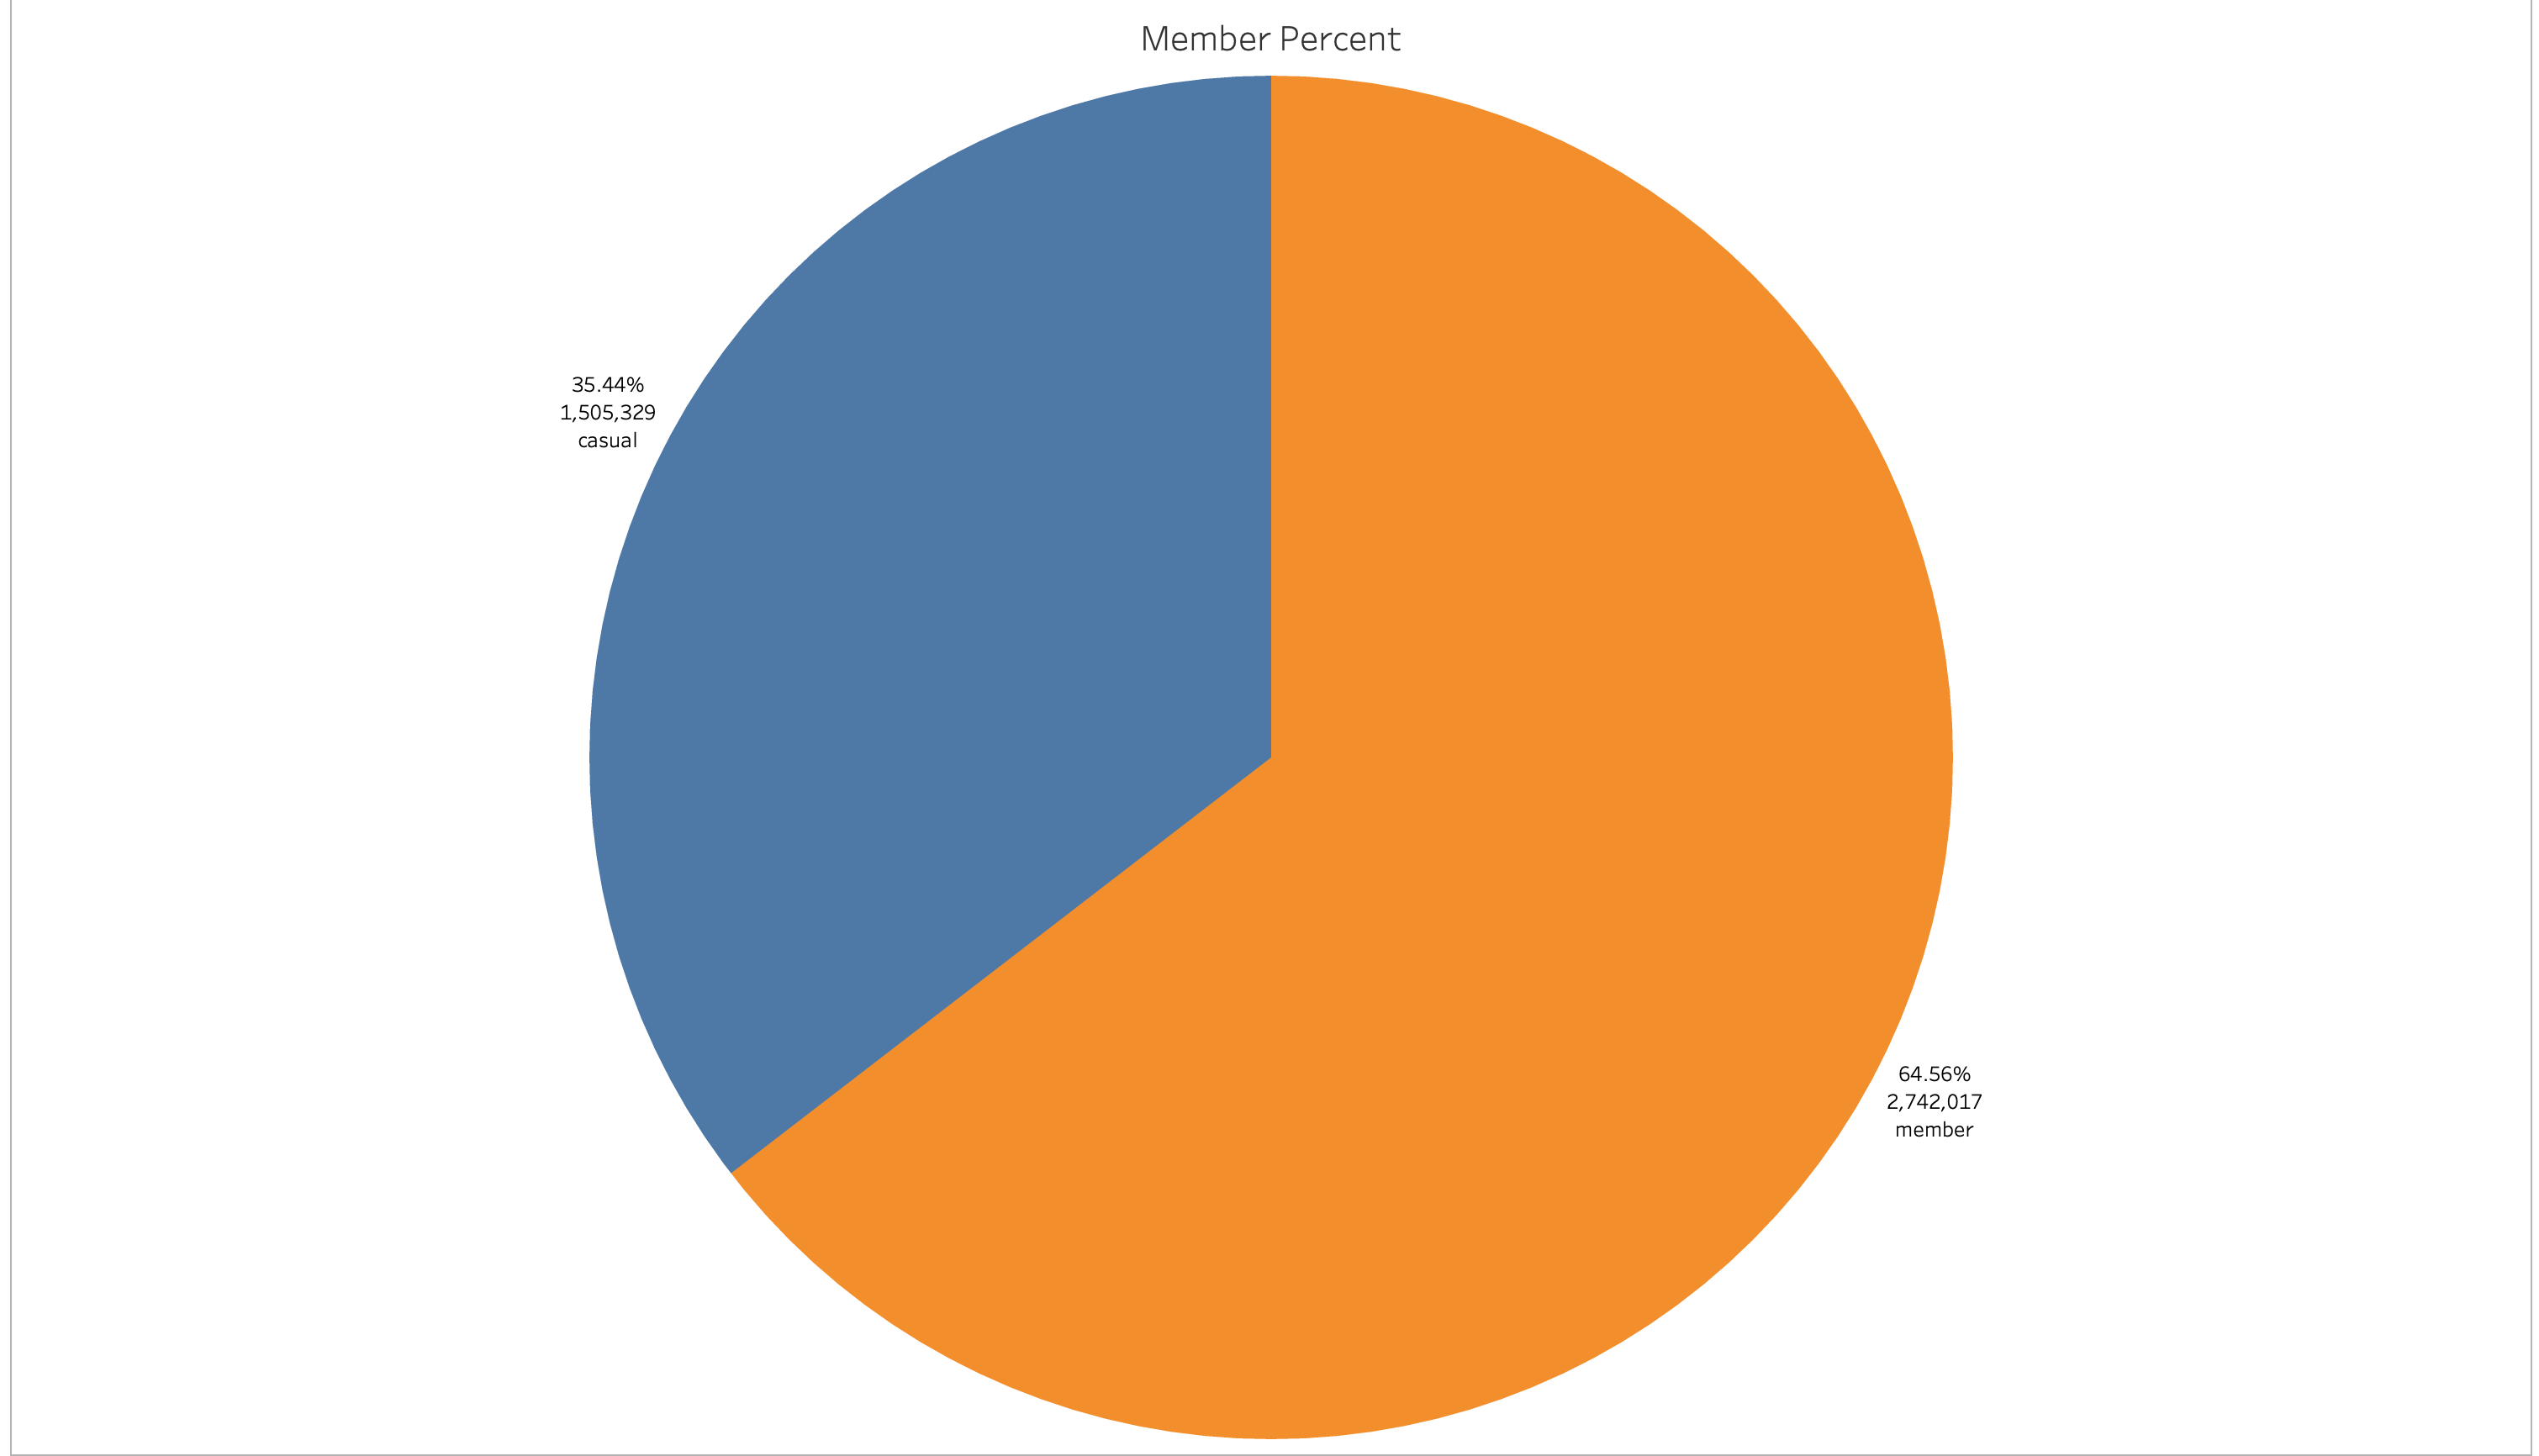 Member Percent
35.44%
1,505,329
casual
64.56%
2,742,017
member